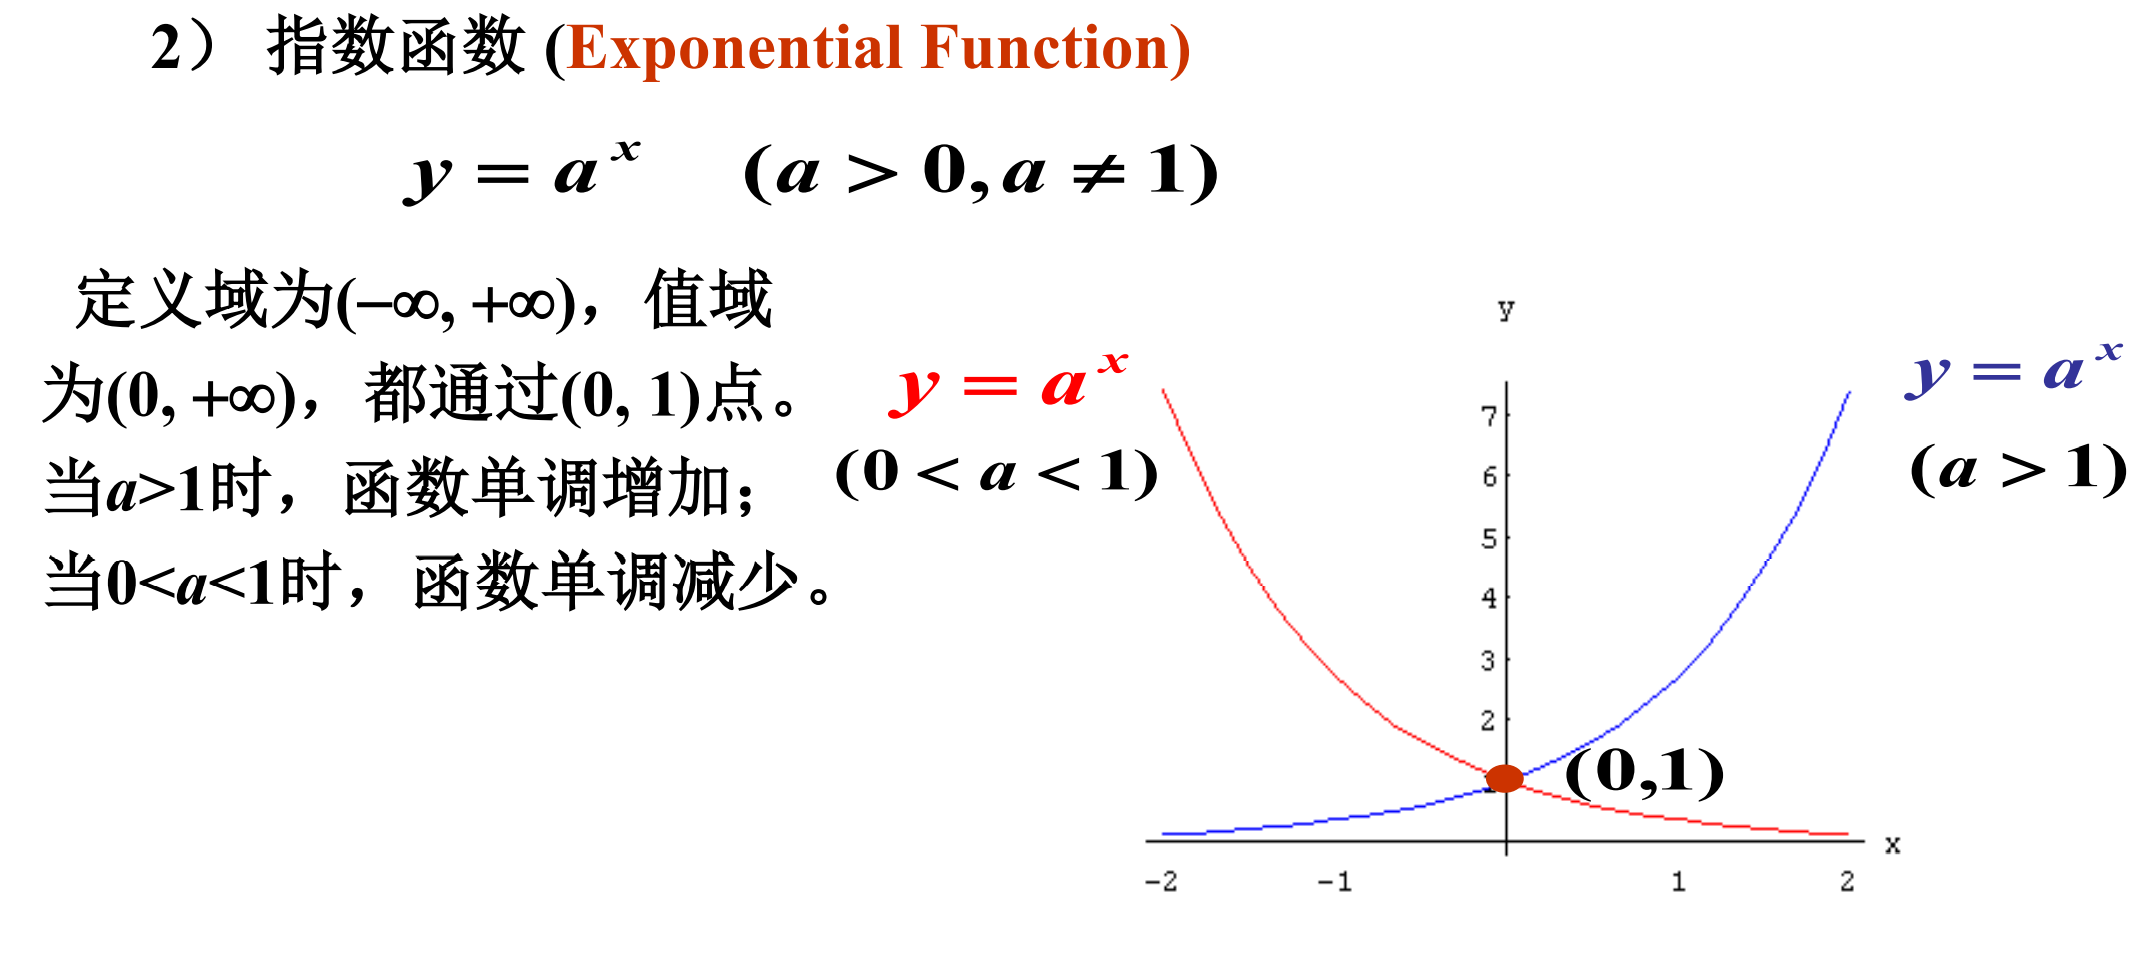 2） 指数函数 (Exponential Function)
y = a^x (a > 0, a ≠ 1)
定义域为(−∞, +∞)，值域
为(0, +∞)，都通过(0, 1)点。
当a>1时，函数单调增加；
当0<a<1时，函数单调减少。
y = a^x
(0 < a < 1)
y
y = a^x
(a > 1)
7
6
5
4
3
2
(0,1)
x
-2 -1 1 2